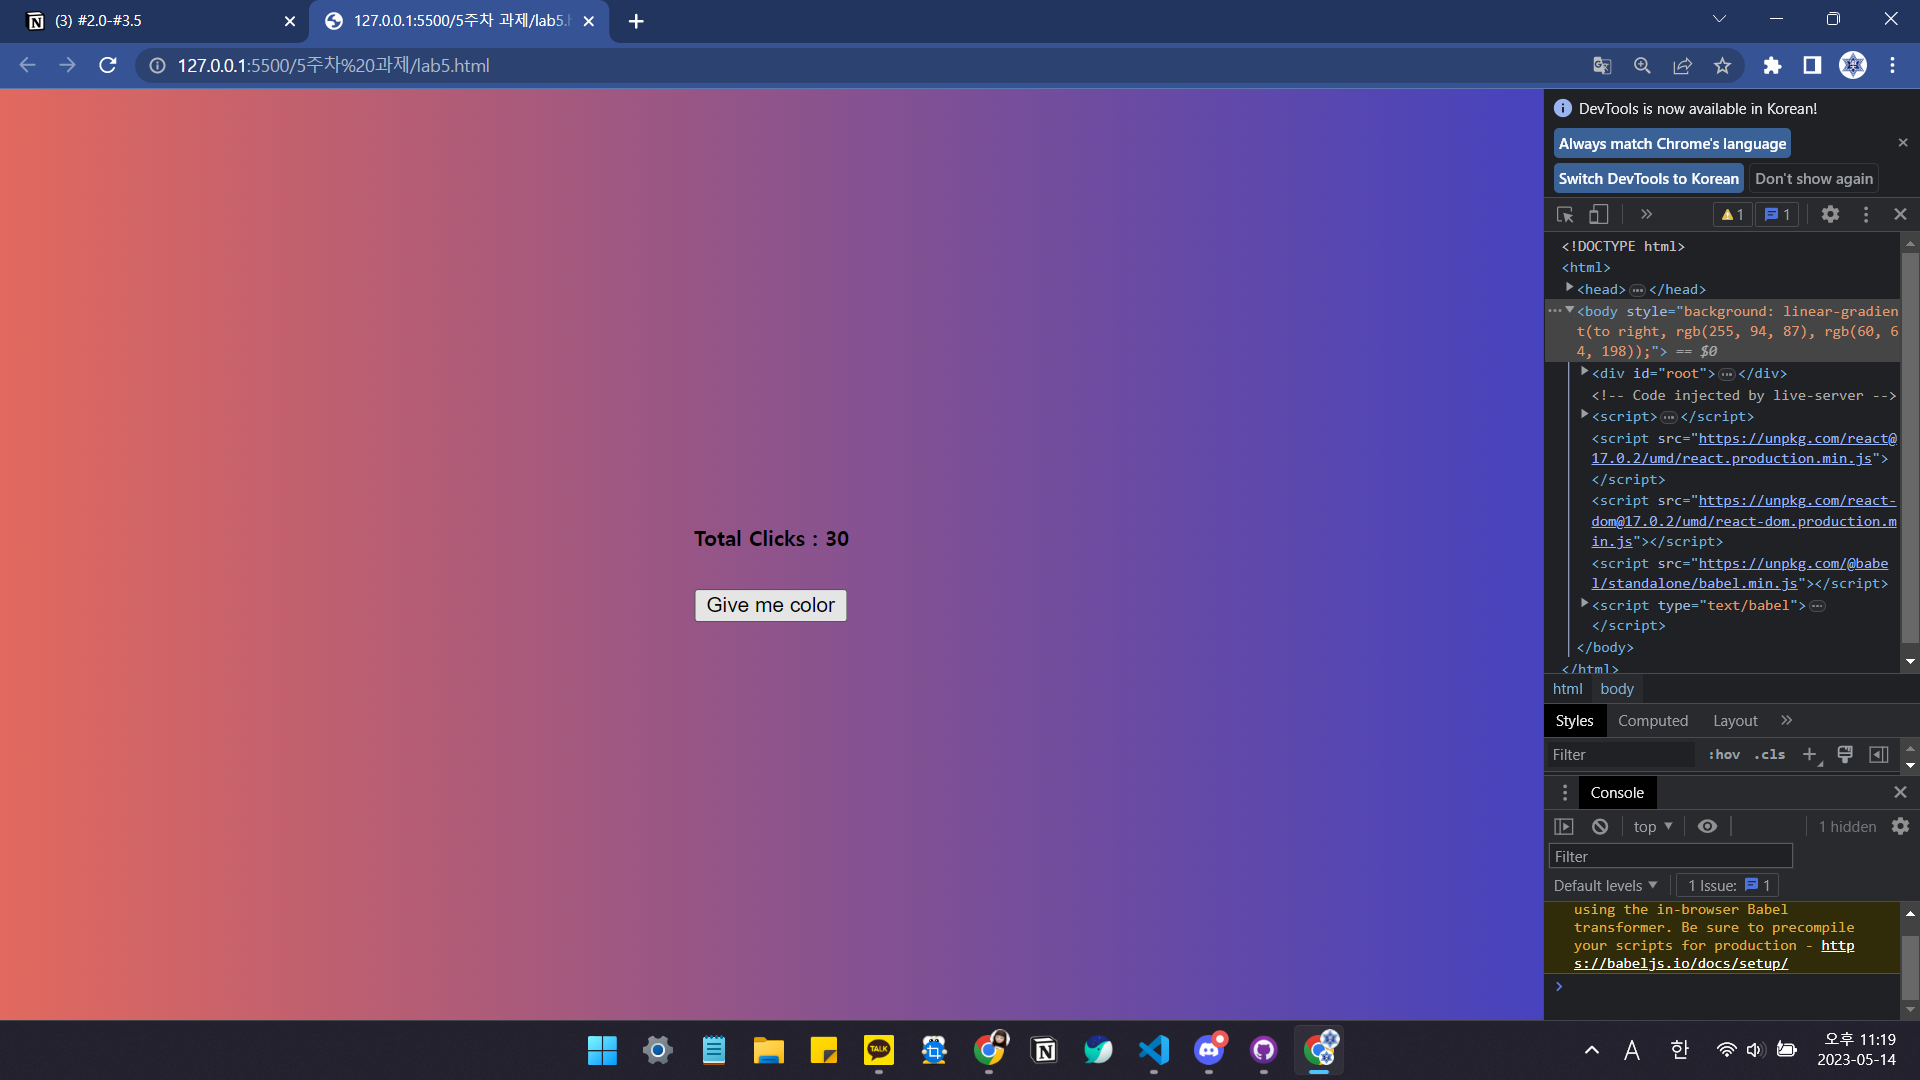 (3) #2.0-#3.5
127.0.0.1:5500/5주차 과제/lab5.h
127.0.0.1:5500/5주차%20과제/lab5.html
DevTools is now available in Korean!
Always match Chrome's language
Switch DevTools to Korean
Don't show again
1
1
<!DOCTYPE html>
<html>
<head> ••• </head>
••• <body style="background: linear-gradien
t(to right, rgb(255, 94, 87), rgb(60, 6
4, 198));"> == $0
<div id="root"> ••• </div>
<!-- Code injected by live-server -->
<script> ••• </script>
<script src="https://unpkg.com/react@
17.0.2/umd/react.production.min.js">
</script>
<script src="https://unpkg.com/react-
dom@17.0.2/umd/react-dom.production.m
in.js"></script>
<script src="https://unpkg.com/@babe
l/standalone/babel.min.js"></script>
<script type="text/babel"> •••
</script>
</body>
</html>
html body
Styles Computed Layout
Filter :hov .cls
Console
top 1 hidden
Filter
Default levels 1 Issue: 1
using the in-browser Babel
transformer. Be sure to precompile
your scripts for production - http
s://babeljs.io/docs/setup/
Total Clicks : 30
Give me color
TALK
A 한
오후 11:19
2023-05-14